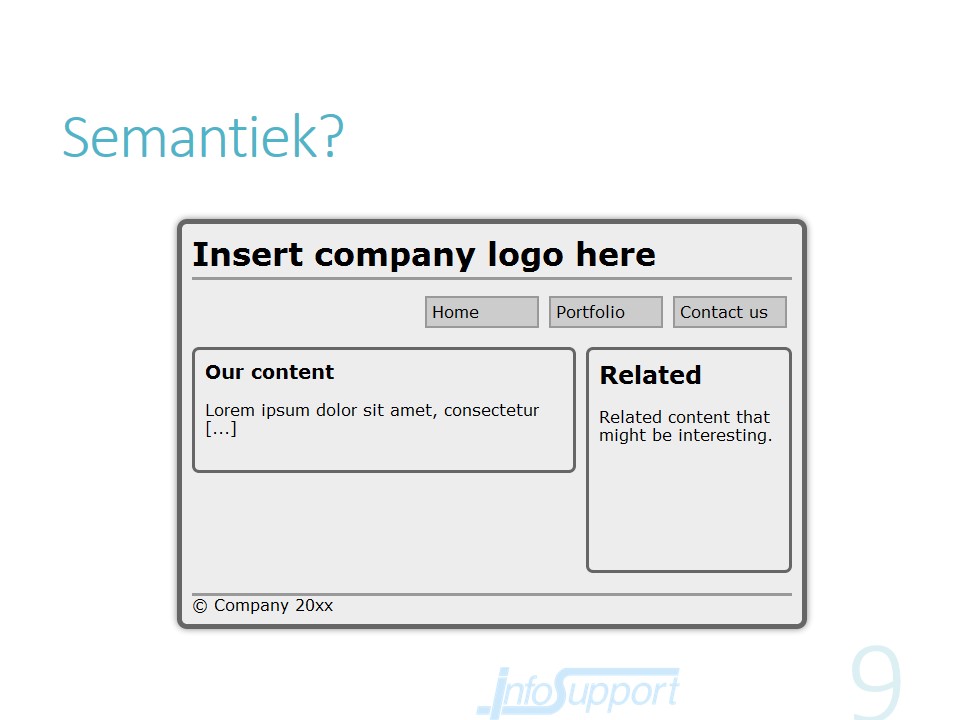 Semantiek?
Insert company logo here
Home
Portfolio
Contact us
Our content
Lorem ipsum dolor sit amet, consectetur
[...]
Related
Related content that
might be interesting.
© Company 20xx
infoSupport
9